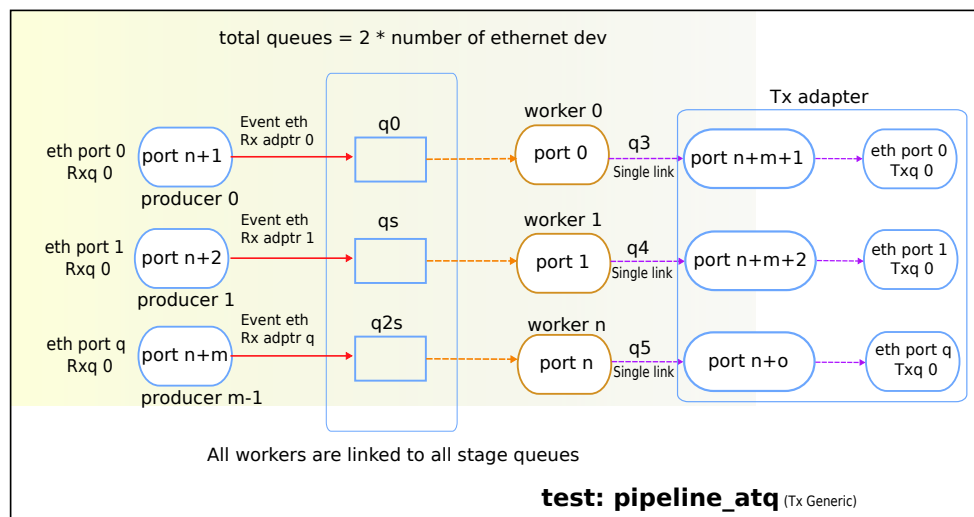 total queues = 2 * number of ethernet dev
Tx adapter
eth port 0
Rxq 0
port n+1
producer 0
Event eth
Rx adptr 0
q0
worker 0
port 0
q3
Single link
port n+m+1
eth port 0
Txq 0
eth port 1
Rxq 0
port n+2
producer 1
Event eth
Rx adptr 1
qs
worker 1
port 1
q4
Single link
port n+m+2
eth port 1
Txq 0
eth port q
Rxq 0
port n+m
producer m-1
Event eth
Rx adptr q
q2s
worker n
port n
q5
Single link
port n+o
eth port q
Txq 0
All workers are linked to all stage queues
test: pipeline_atq (Tx Generic)